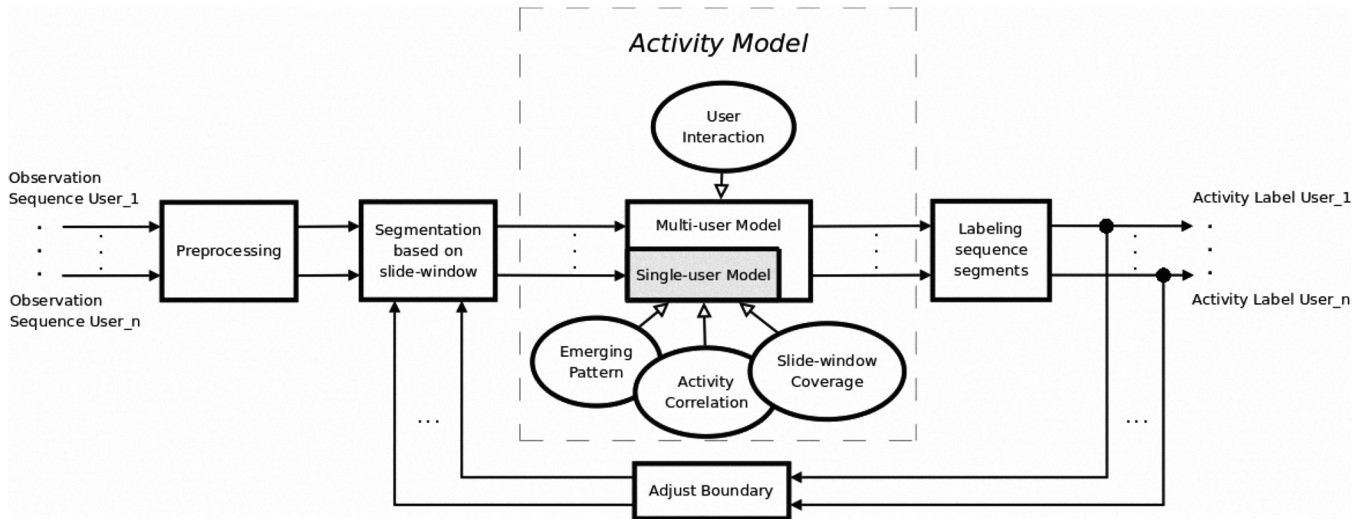 Activity Model
User
Interaction
Observation
Sequence User_1
Observation
Sequence User_n
Preprocessing
Segmentation
based on
slide-window
Multi-user Model
Single-user Model
Emerging
Pattern
Activity
Correlation
Slide-window
Coverage
Labeling
sequence
segments
Activity Label User_1
Activity Label User_n
Adjust Boundary